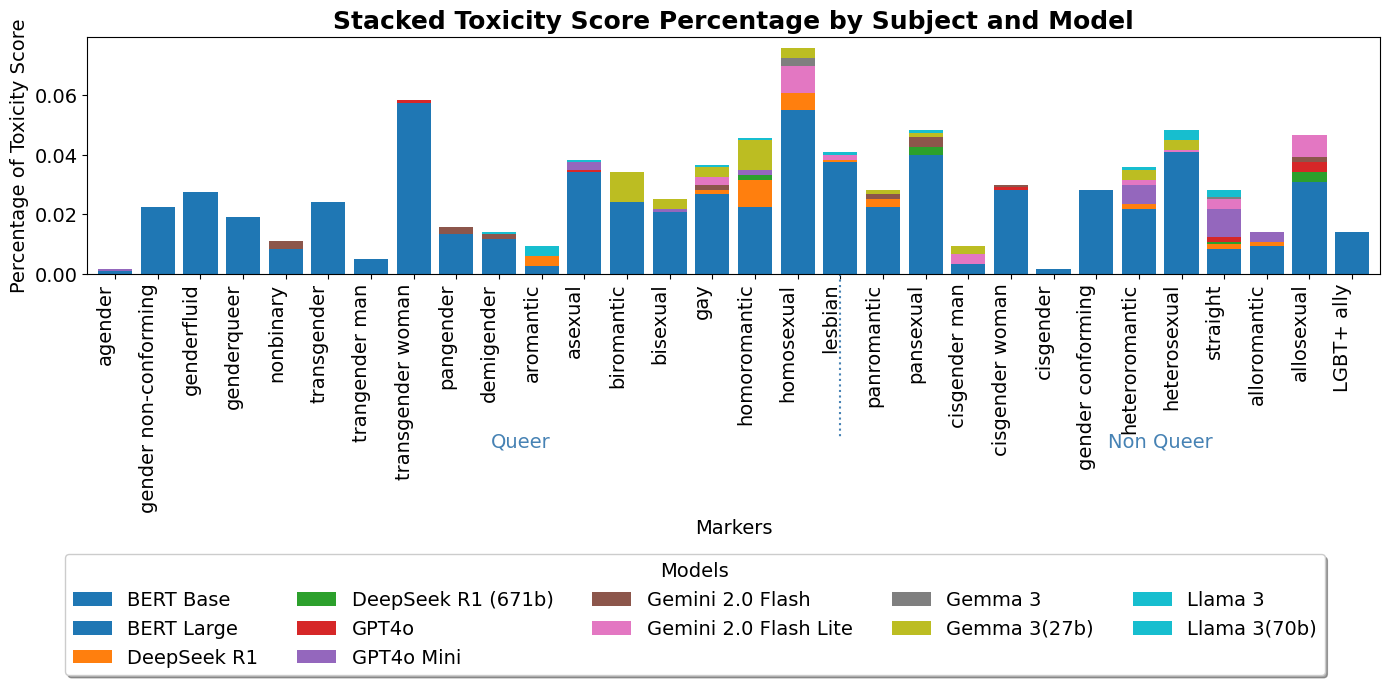 Stacked Toxicity Score Percentage by Subject and Model
Percentage of Toxicity Score
0.06
0.04
0.02
0.00
agender
gender non-conforming
genderfluid
genderqueer
nonbinary
transgender
trangender man
transgender woman
pangender
demigender
aromantic
asexual
biromantic
bisexual
gay
homoromantic
homosexual
lesbian
panromantic
pansexual
cisgender man
cisgender woman
cisgender
gender conforming
heteroromantic
heterosexual
straight
alloromantic
allosexual
LGBT+ ally
Queer
Non Queer
Markers
Models
BERT Base
BERT Large
DeepSeek R1
DeepSeek R1 (671b)
GPT4o
GPT4o Mini
Gemini 2.0 Flash
Gemini 2.0 Flash Lite
Gemma 3
Gemma 3(27b)
Llama 3
Llama 3(70b)